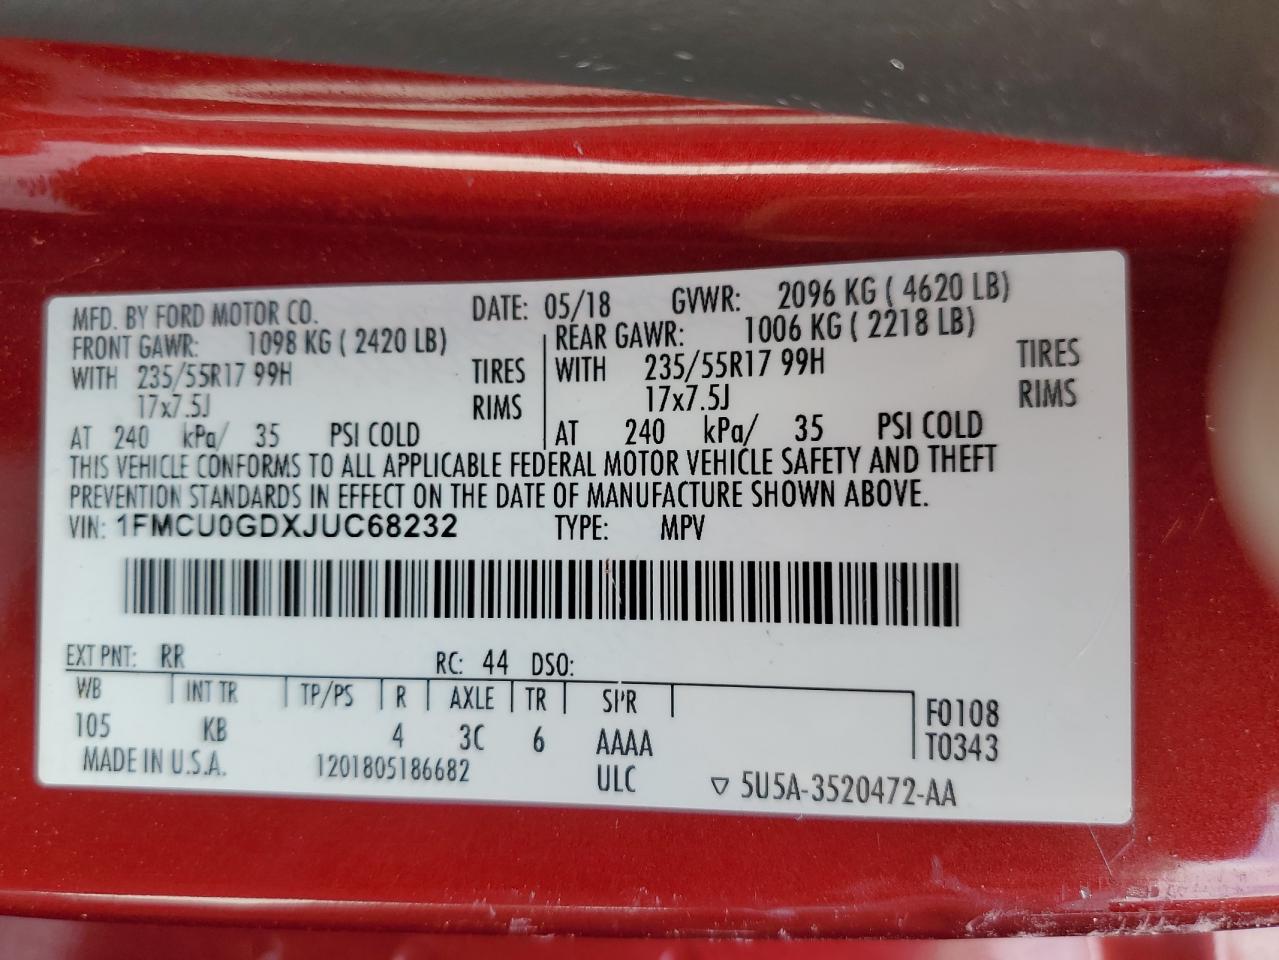 MFD. BY FORD MOTOR CO. DATE: 05/18 GVWR: 2096 KG ( 4620 LB)
FRONT GAWR: 1098 KG ( 2420 LB) REAR GAWR: 1006 KG ( 2218 LB)
WITH 235/55R17 99H TIRES WITH 235/55R17 99H TIRES
17x7.5J RIMS 17x7.5J RIMS
AT 240 kPa/ 35 PSI COLD AT 240 kPa/ 35 PSI COLD
THIS VEHICLE CONFORMS TO ALL APPLICABLE FEDERAL MOTOR VEHICLE SAFETY AND THEFT
PREVENTION STANDARDS IN EFFECT ON THE DATE OF MANUFACTURE SHOWN ABOVE.
VIN: 1FMCU0GDXJUC68232 TYPE: MPV
EXT PNT: RR RC: 44 DSO:
WB INT TR TP/PS R AXLE TR SPR F0108
105 KB 4 3C 6 AAAA T0343
MADE IN U.S.A. 1201805186682 ULC ▽ 5U5A-3520472-AA